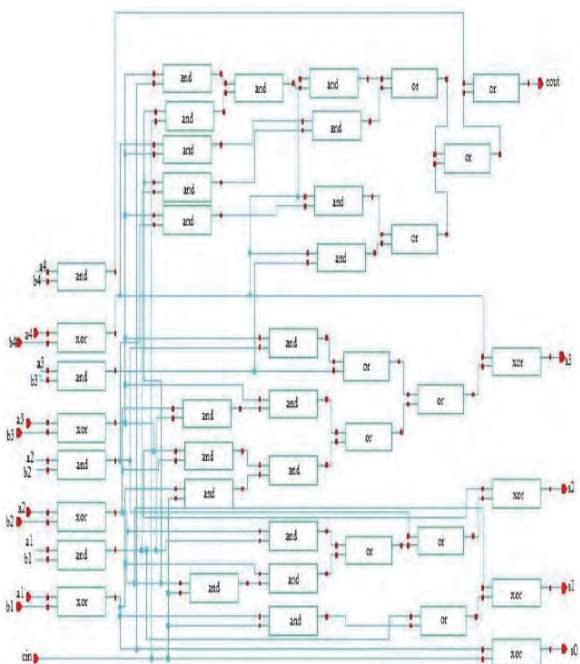 and
and
and
or
or
cout
and
and
and
or
and
and
and
or
and
a4
b4
and
a4
b4
xor
and
xor
s3
a3
b3
and
or
or
a3
b3
xor
and
and
or
a2
b2
and
and
and
and
xor
s2
a2
b2
xor
and
or
or
a1
b1
and
and
and
xor
s1
a1
b1
xor
and
or
cin
xor
s0